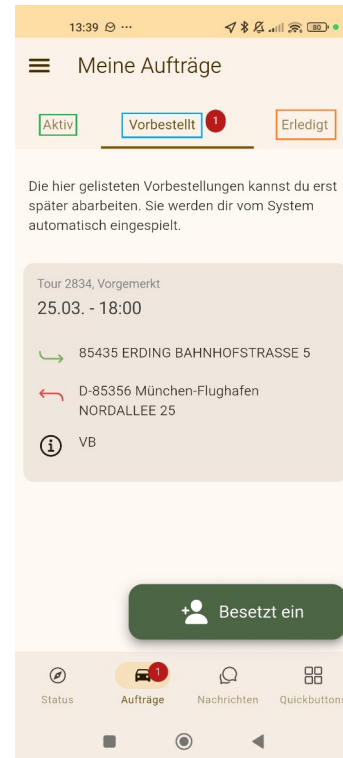 13:39
80
Meine Aufträge
Aktiv
Vorbestellt
1
Erledigt
Die hier gelisteten Vorbestellungen kannst du erst
später abarbeiten. Sie werden dir vom System
automatisch eingespielt.
Tour 2834, Vorgemerkt
25.03. - 18:00
85435 ERDING BAHNHOFSTRASSE 5
D-85356 München-Flughafen
NORDALLEE 25
VB
Besetzt ein
1
Status
Aufträge
Nachrichten
Quickbuttons